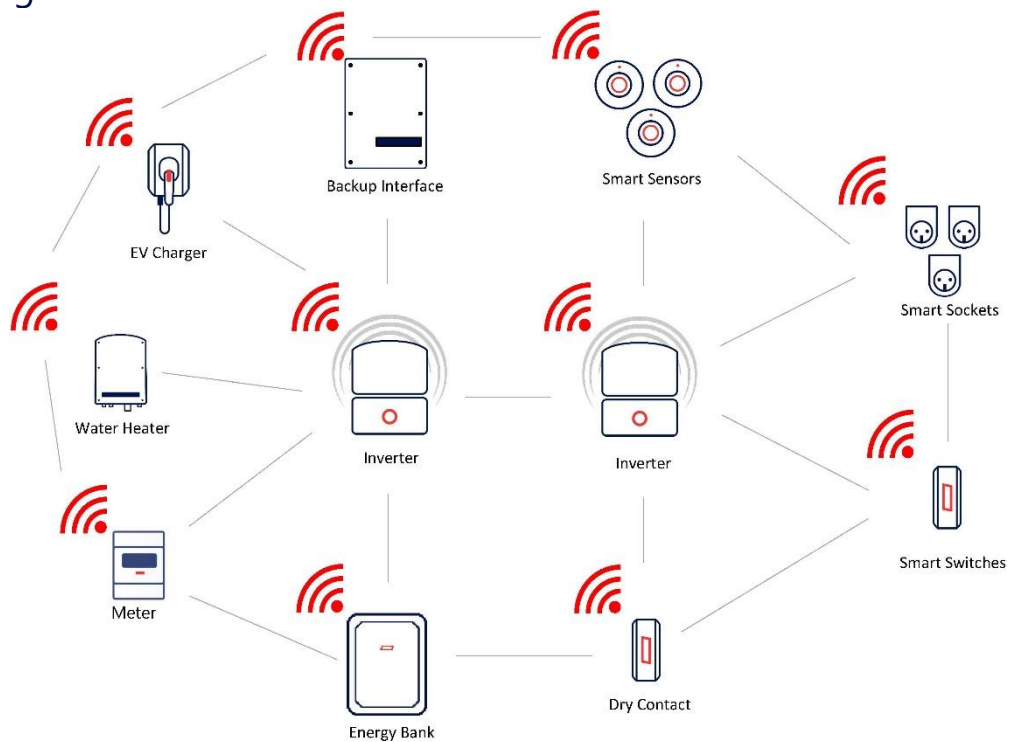 Backup Interface
Smart Sensors
EV Charger
Smart Sockets
Water Heater
Inverter
Inverter
Smart Switches
Meter
Dry Contact
Energy Bank